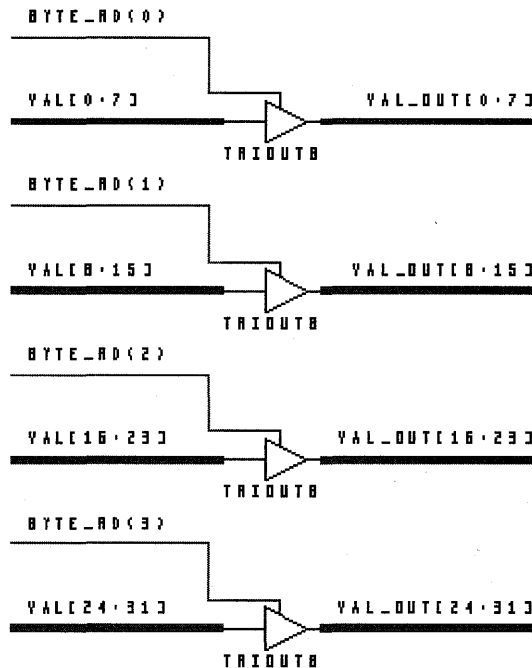 BYTE_RD(0)
VAL[0:7] VAL_OUT[0:7]
TRIOUT8
BYTE_RD(1)
VAL[8:15] VAL_OUT[8:15]
TRIOUT8
BYTE_RD(2)
VAL[16:23] VAL_OUT[16:23]
TRIOUT8
BYTE_RD(3)
VAL[24:31] VAL_OUT[24:31]
TRIOUT8